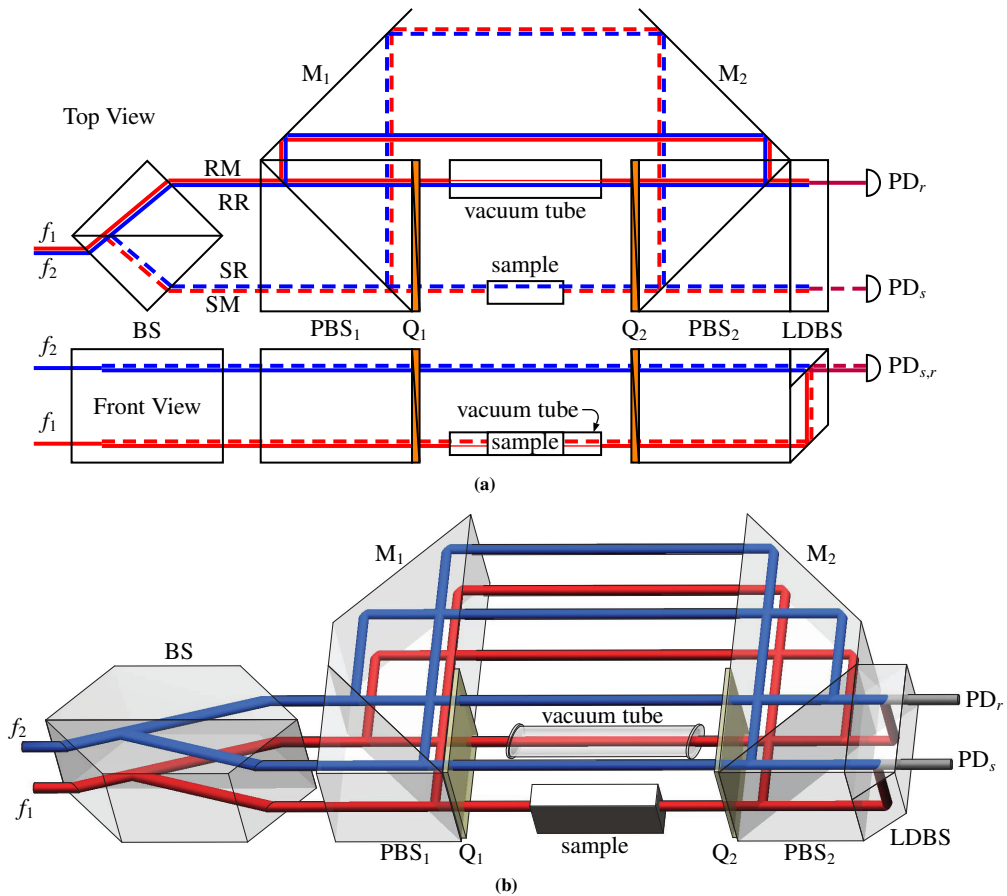 M₁
M₂
Top View
RM
RR
vacuum tube
PDᵣ
f₁
f₂
SR
SM
sample
PDₛ
BS
PBS₁
Q₁
Q₂
PBS₂
LDBS
f₂
PDₛ,ᵣ
Front View
vacuum tube
f₁
sample
(a)
M₁
M₂
BS
f₂
vacuum tube
PDᵣ
PDₛ
f₁
PBS₁
Q₁
sample
Q₂
PBS₂
LDBS
(b)